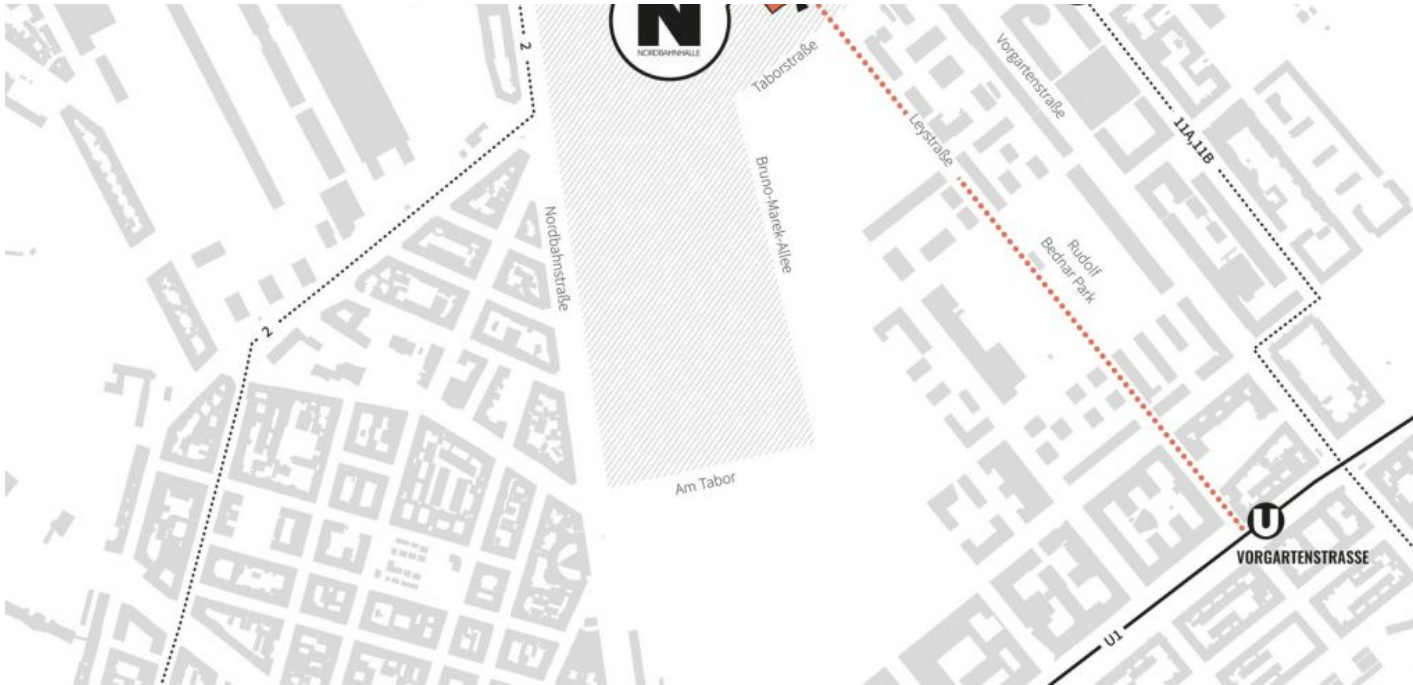 N
NORDBAHNHALLE
2
Taborstraße
Vorgartenstraße
Leystraße
11A,11B
Bruno-Marek-Allee
Nordbahnstraße
Rudolf
Bednar Park
2
Am Tabor
U
VORGARTENSTRASSE
U1